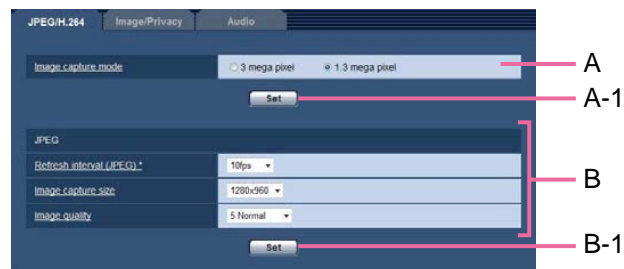 JPEG/H.264 Image/Privacy Audio
Image capture mode 3 mega pixel 1.3 mega pixel A
Set A-1
JPEG
Refresh interval (JPEG) * 10fps
Image capture size 1280x960 B
Image quality 5 Normal
Set B-1